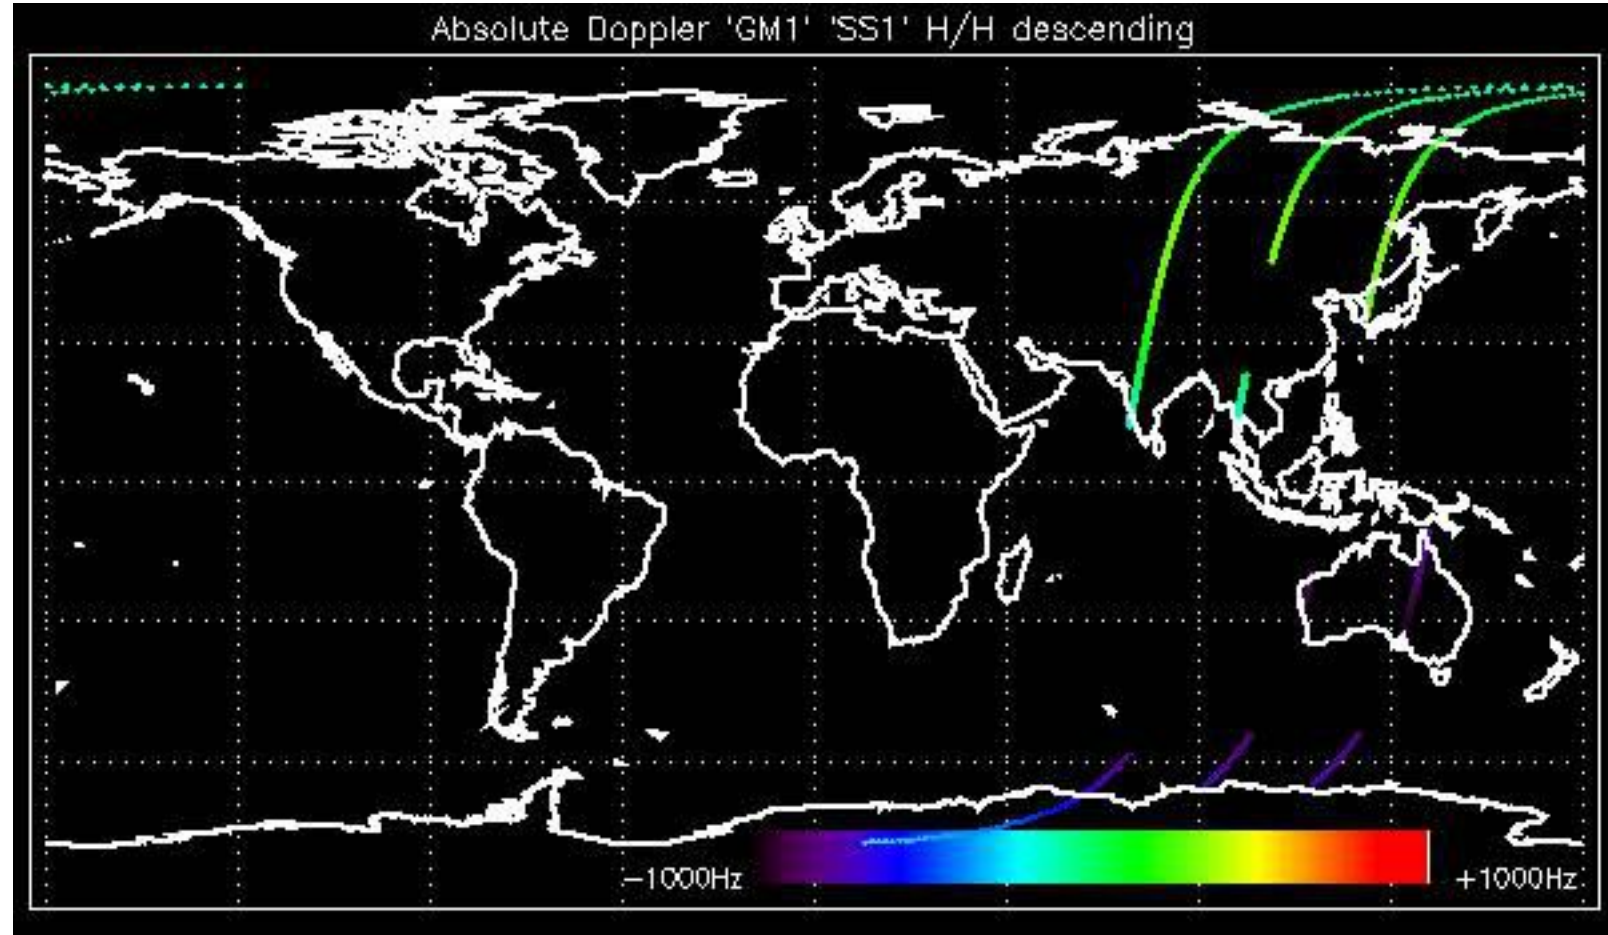 Absolute Doppler 'GM1' 'SS1' H/H descending
−1000Hz
+1000Hz